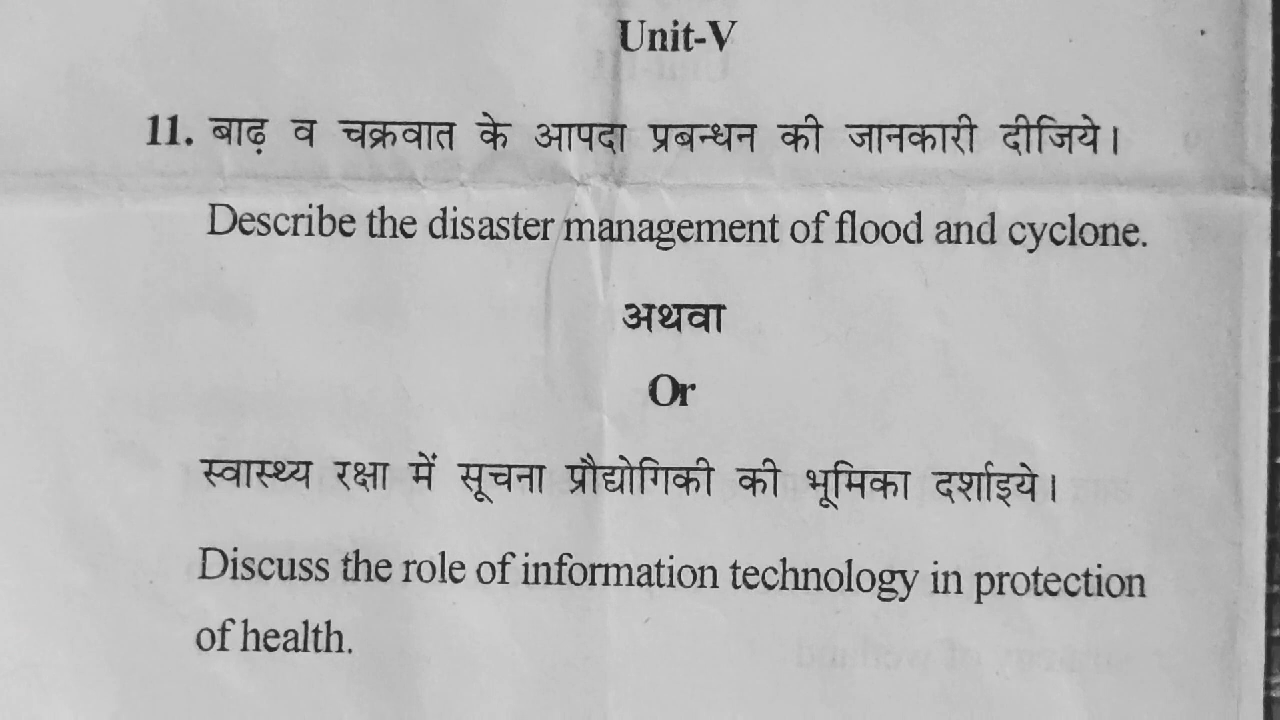 Unit-V
11. बाढ़ व चक्रवात के आपदा प्रबन्धन की जानकारी दीजिये।
Describe the disaster management of flood and cyclone.
अथवा
Or
स्वास्थ्य रक्षा में सूचना प्रौद्योगिकी की भूमिका दर्शाइये।
Discuss the role of information technology in protection
of health.